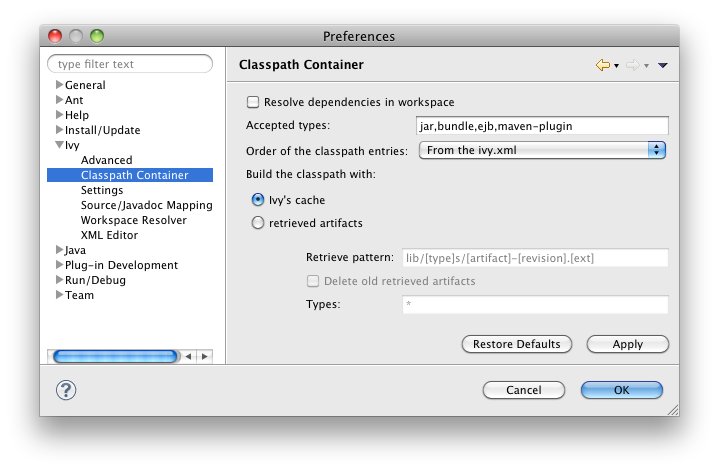 Preferences
type filter text
Classpath Container
General
Ant
Help
Install/Update
Ivy
Advanced
Classpath Container
Settings
Source/Javadoc Mapping
Workspace Resolver
XML Editor
Java
Plug-in Development
Run/Debug
Team
Resolve dependencies in workspace
Accepted types: jar,bundle,ejb,maven-plugin
Order of the classpath entries: From the ivy.xml
Build the classpath with:
Ivy's cache
retrieved artifacts
Retrieve pattern: lib/[type]s/[artifact]-[revision].[ext]
Delete old retrieved artifacts
Types: *
Restore Defaults Apply
? Cancel OK